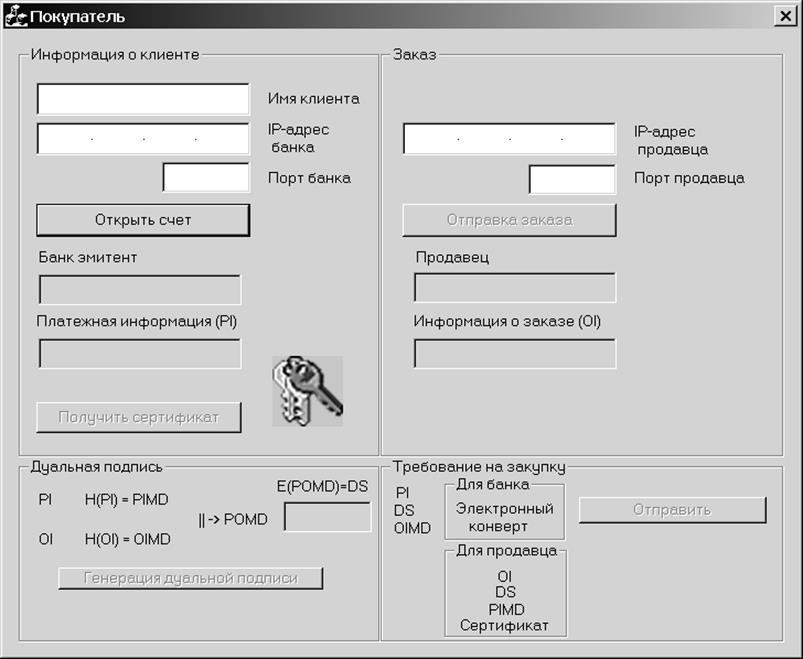 Покупатель
Информация о клиенте
Имя клиента
IP-адрес
банка
Порт банка
Открыть счет
Банк эмитент
Платежная информация (PI)
Получить сертификат
Заказ
IP-адрес
продавца
Порт продавца
Отправка заказа
Продавец
Информация о заказе (OI)
Дуальная подпись
PI H(PI) = PIMD
OI H(OI) = OIMD
|| -> POMD
E(POMD)=DS
Генерация дуальной подписи
Требование на закупку
PI
DS
OIMD
Для банка
Электронный
конверт
Для продавца
OI
DS
PIMD
Сертификат
Отправить